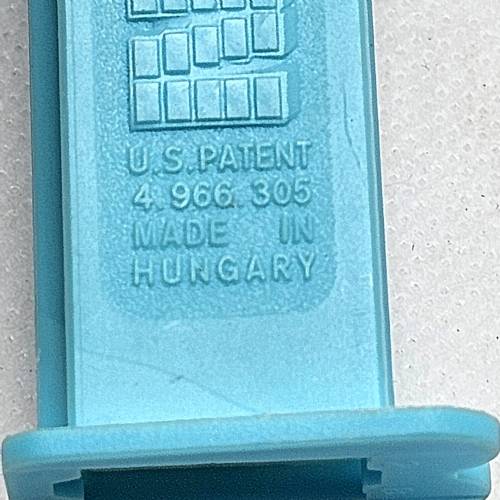 U.S. PATENT
4.966.305
MADE IN
HUNGARY